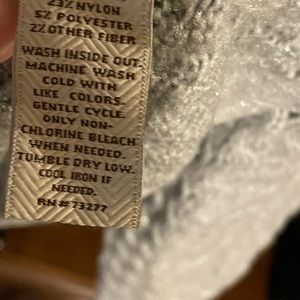 23% NYLON
5% POLYESTER
2% OTHER FIBER
WASH INSIDE OUT.
MACHINE WASH
COLD WITH
LIKE COLORS.
GENTLE CYCLE.
ONLY NON-
CHLORINE BLEACH
WHEN NEEDED.
TUMBLE DRY LOW.
COOL IRON IF
NEEDED.
RN#73277